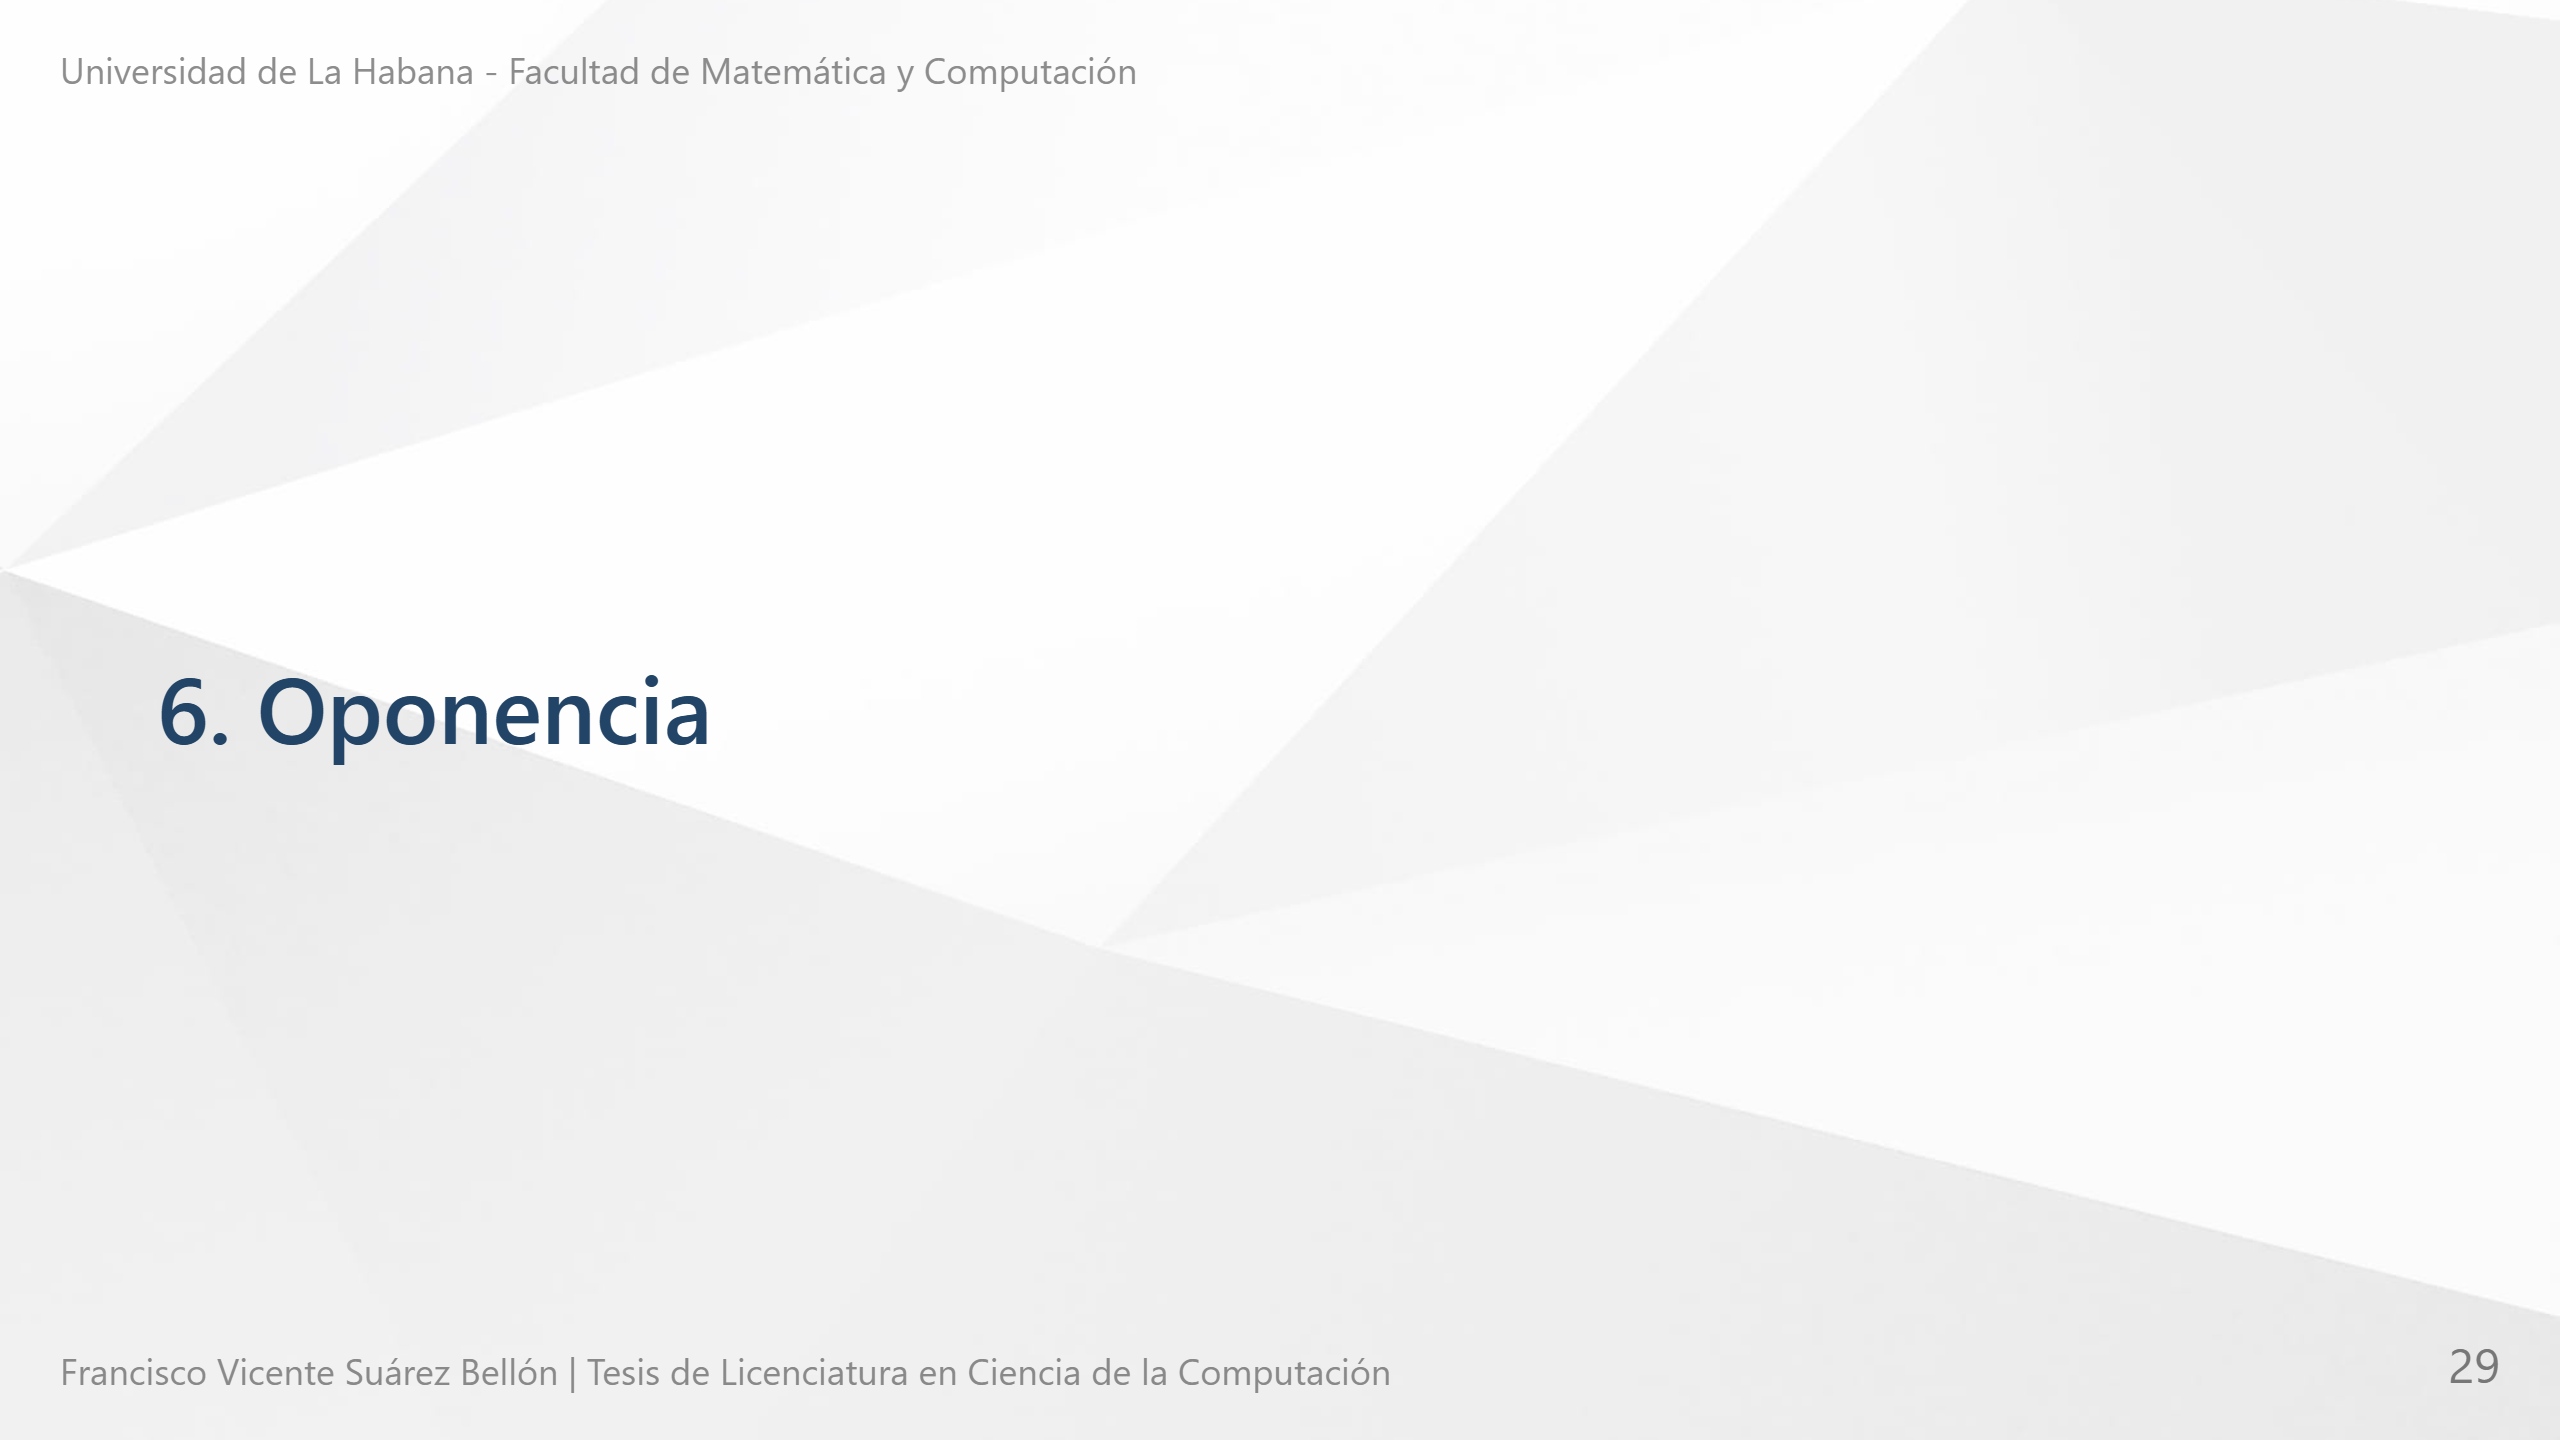 Universidad de La Habana - Facultad de Matemática y Computación
6. Oponencia
Francisco Vicente Suárez Bellón | Tesis de Licenciatura en Ciencia de la Computación
29